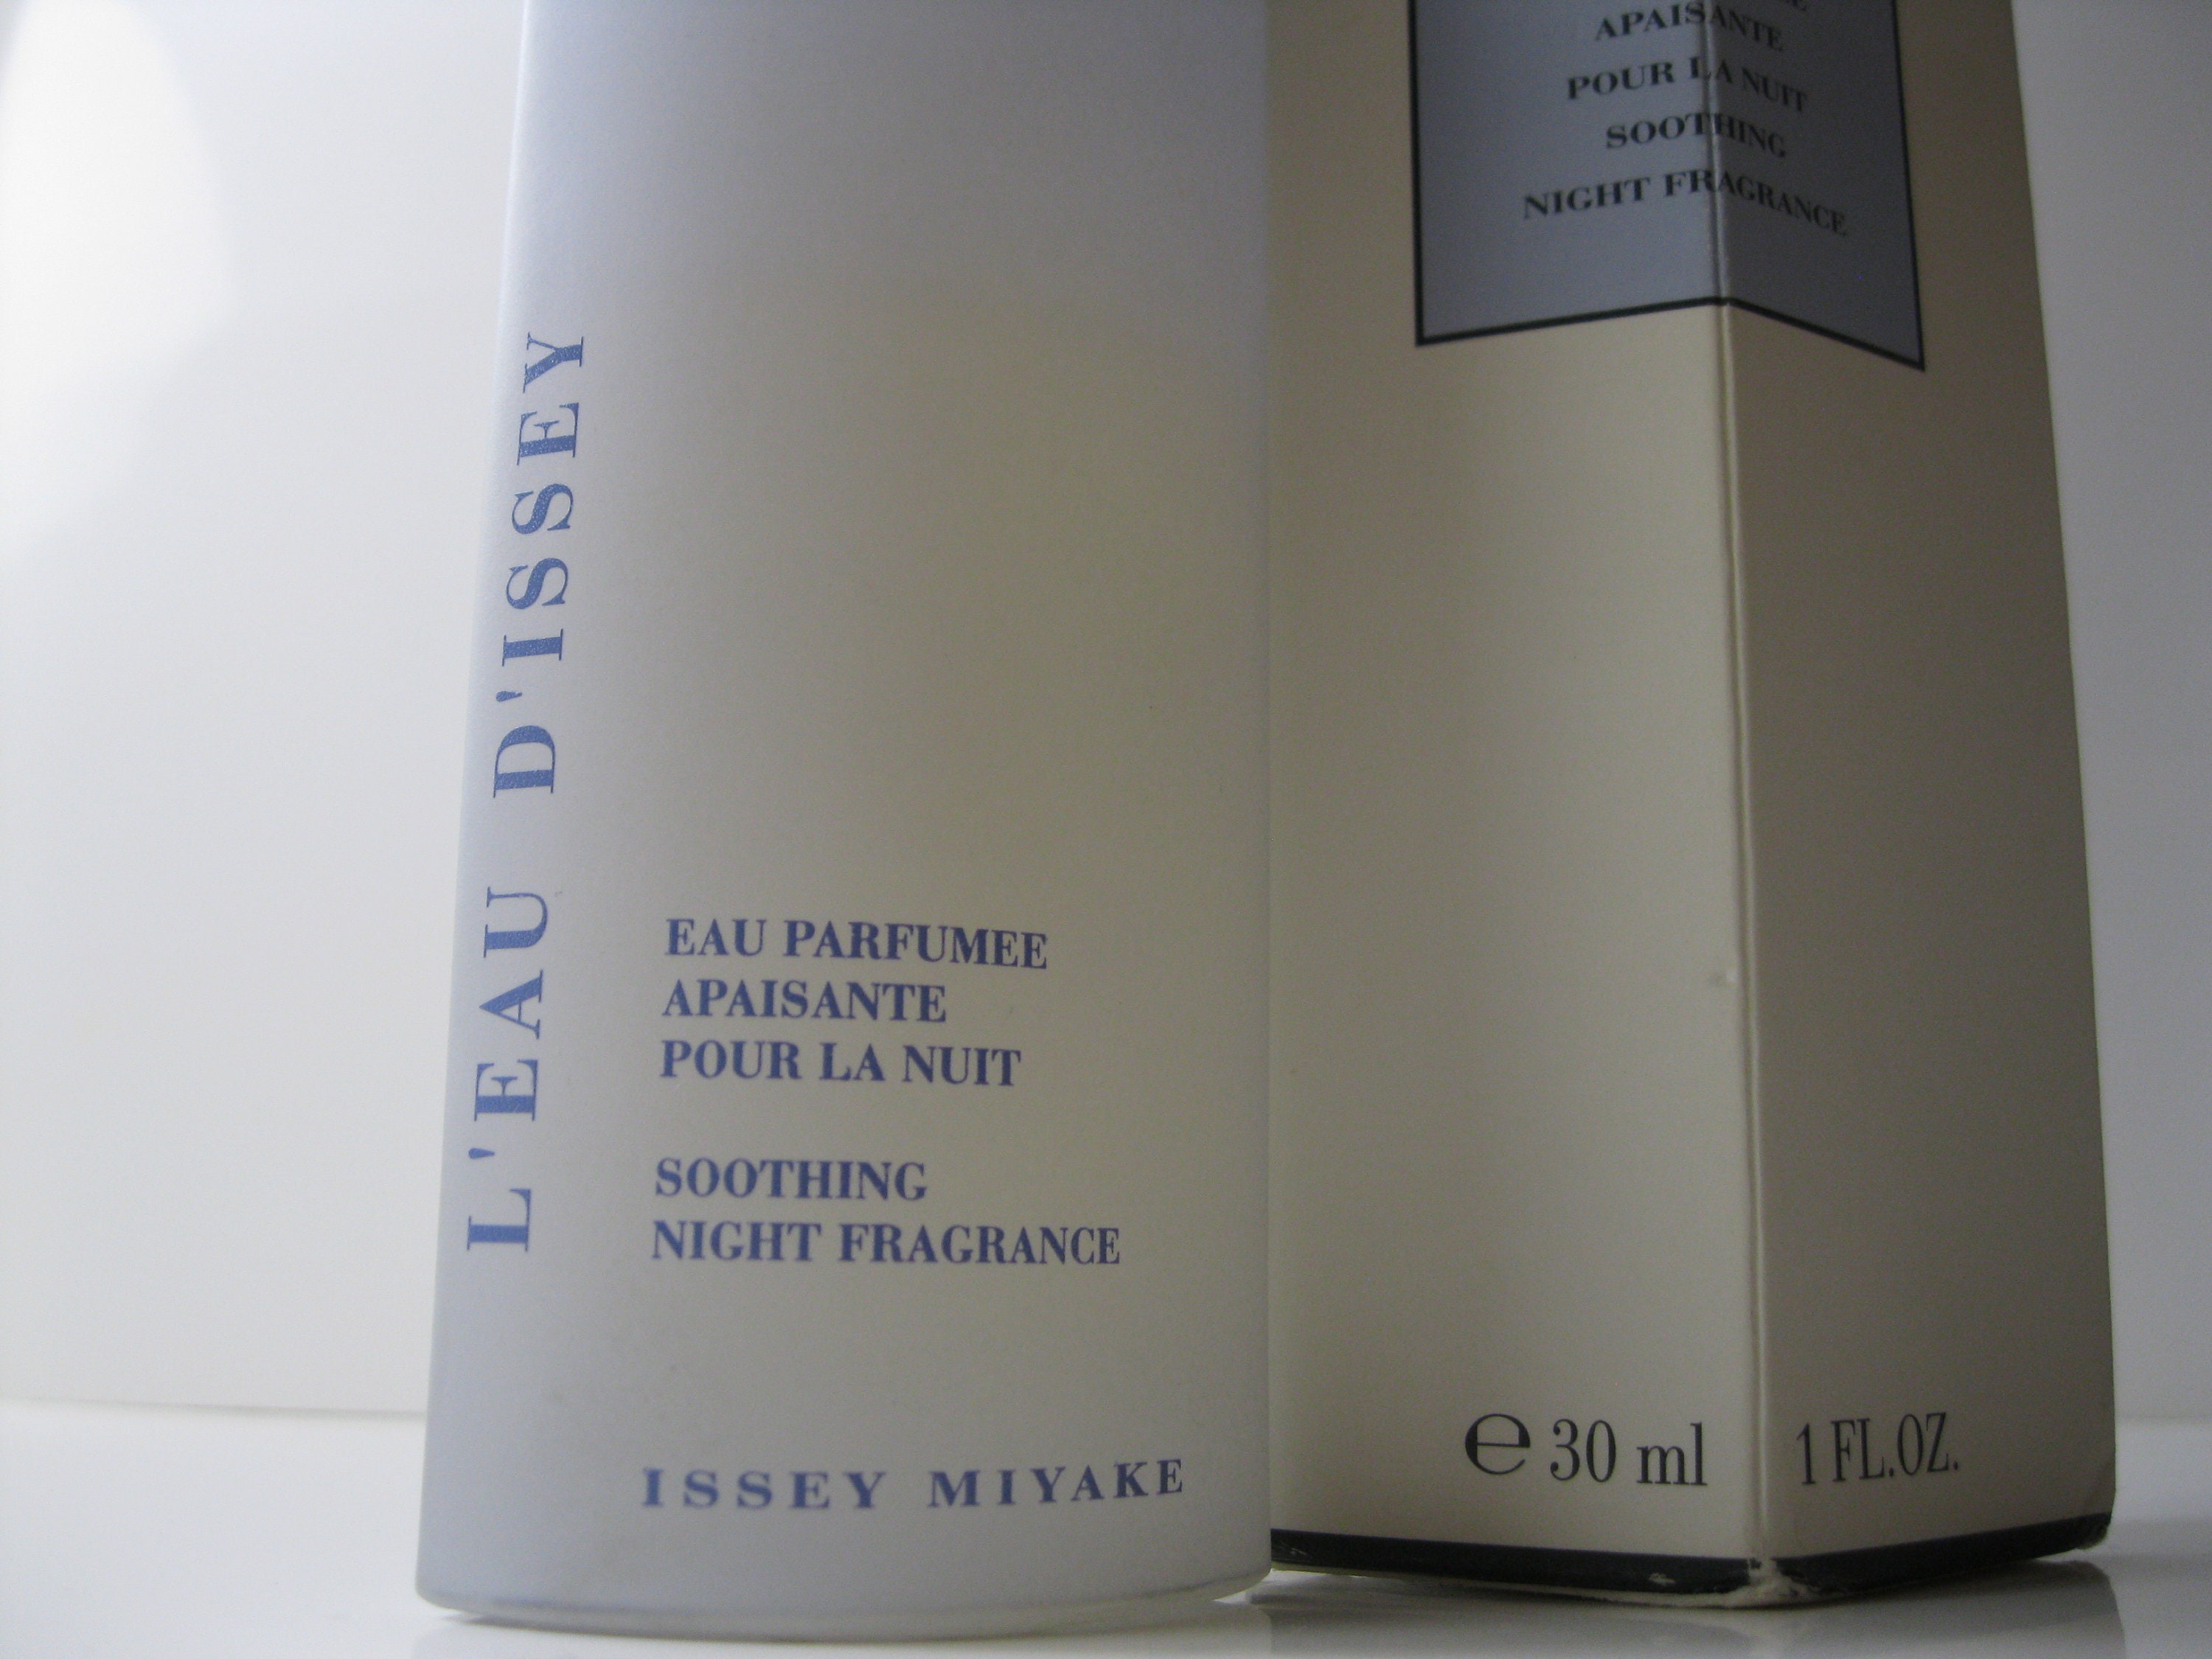 L'EAU D'ISSEY
EAU PARFUMEE
APAISANTE
POUR LA NUIT
SOOTHING
NIGHT FRAGRANCE
ISSEY MIYAKE
APAISANTE
POUR LA NUIT
SOOTHING
NIGHT FRAGRANCE
℮ 30 ml 1 FL.OZ.